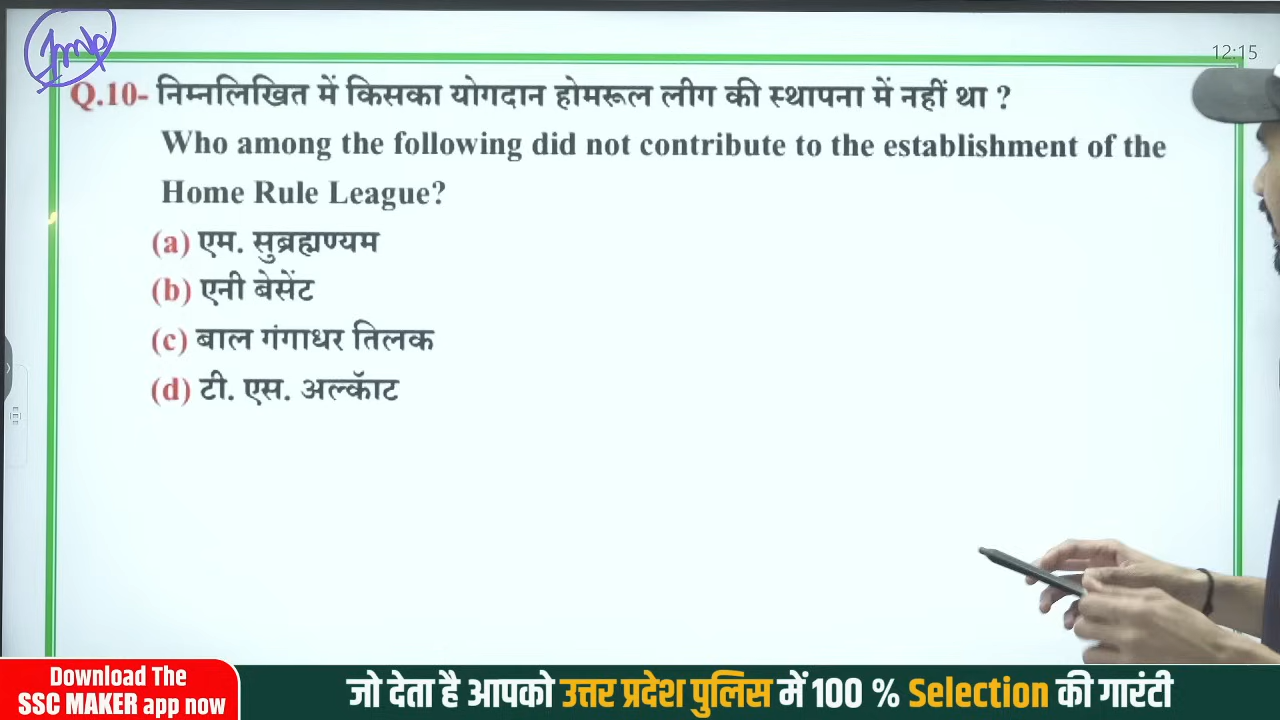 Imp
12:15
Q.10- निम्नलिखित में किसका योगदान होमरूल लीग की स्थापना में नहीं था ?
Who among the following did not contribute to the establishment of the
Home Rule League?
(a) एम. सुब्रह्मण्यम
(b) एनी बेसेंट
(c) बाल गंगाधर तिलक
(d) टी. एस. अल्कॉट
Download The
SSC MAKER app now
जो देता है आपको उत्तर प्रदेश पुलिस में 100 % Selection की गारंटी